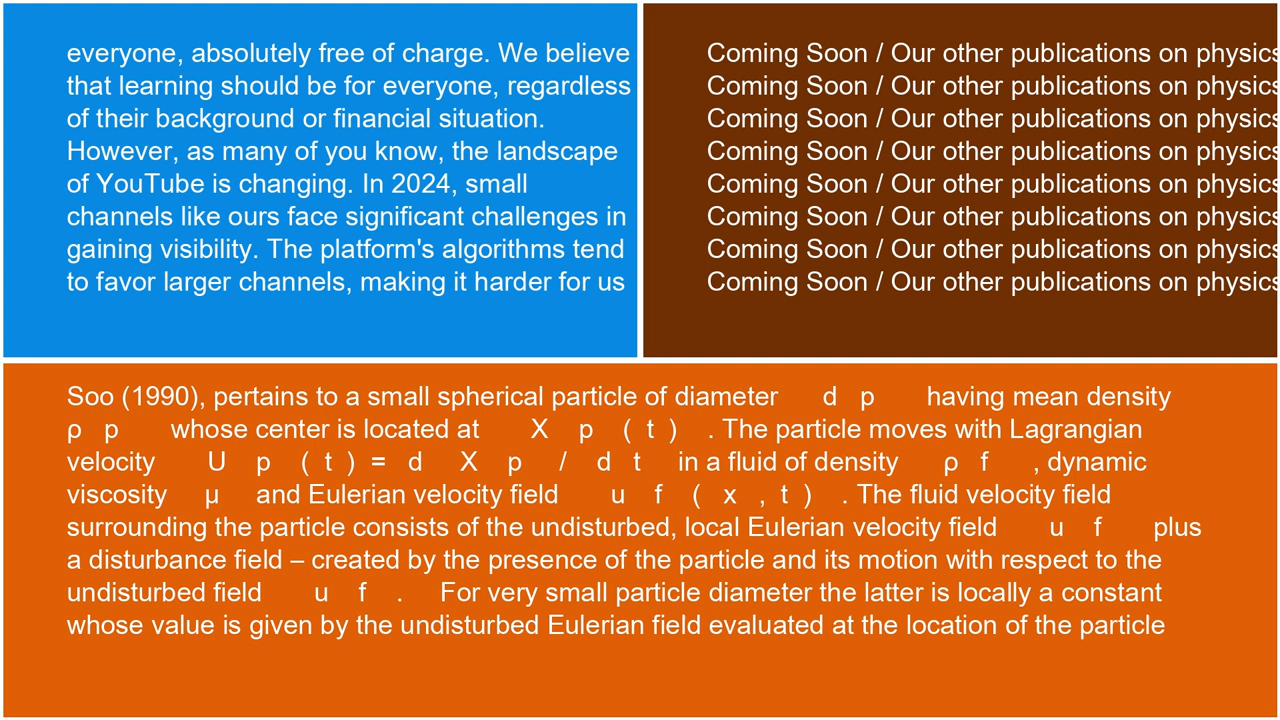 everyone, absolutely free of charge. We believe
that learning should be for everyone, regardless
of their background or financial situation.
However, as many of you know, the landscape
of YouTube is changing. In 2024, small
channels like ours face significant challenges in
gaining visibility. The platform's algorithms tend
to favor larger channels, making it harder for us
Coming Soon / Our other publications on physics
Coming Soon / Our other publications on physics
Coming Soon / Our other publications on physics
Coming Soon / Our other publications on physics
Coming Soon / Our other publications on physics
Coming Soon / Our other publications on physics
Coming Soon / Our other publications on physics
Coming Soon / Our other publications on physics
Soo (1990), pertains to a small spherical particle of diameter d p having mean density
ρ p whose center is located at X p ( t ) . The particle moves with Lagrangian
velocity U p ( t ) = d X p / d t in a fluid of density ρ f , dynamic
viscosity μ and Eulerian velocity field u f ( x , t ) . The fluid velocity field
surrounding the particle consists of the undisturbed, local Eulerian velocity field u f plus
a disturbance field – created by the presence of the particle and its motion with respect to the
undisturbed field u f . For very small particle diameter the latter is locally a constant
whose value is given by the undisturbed Eulerian field evaluated at the location of the particle